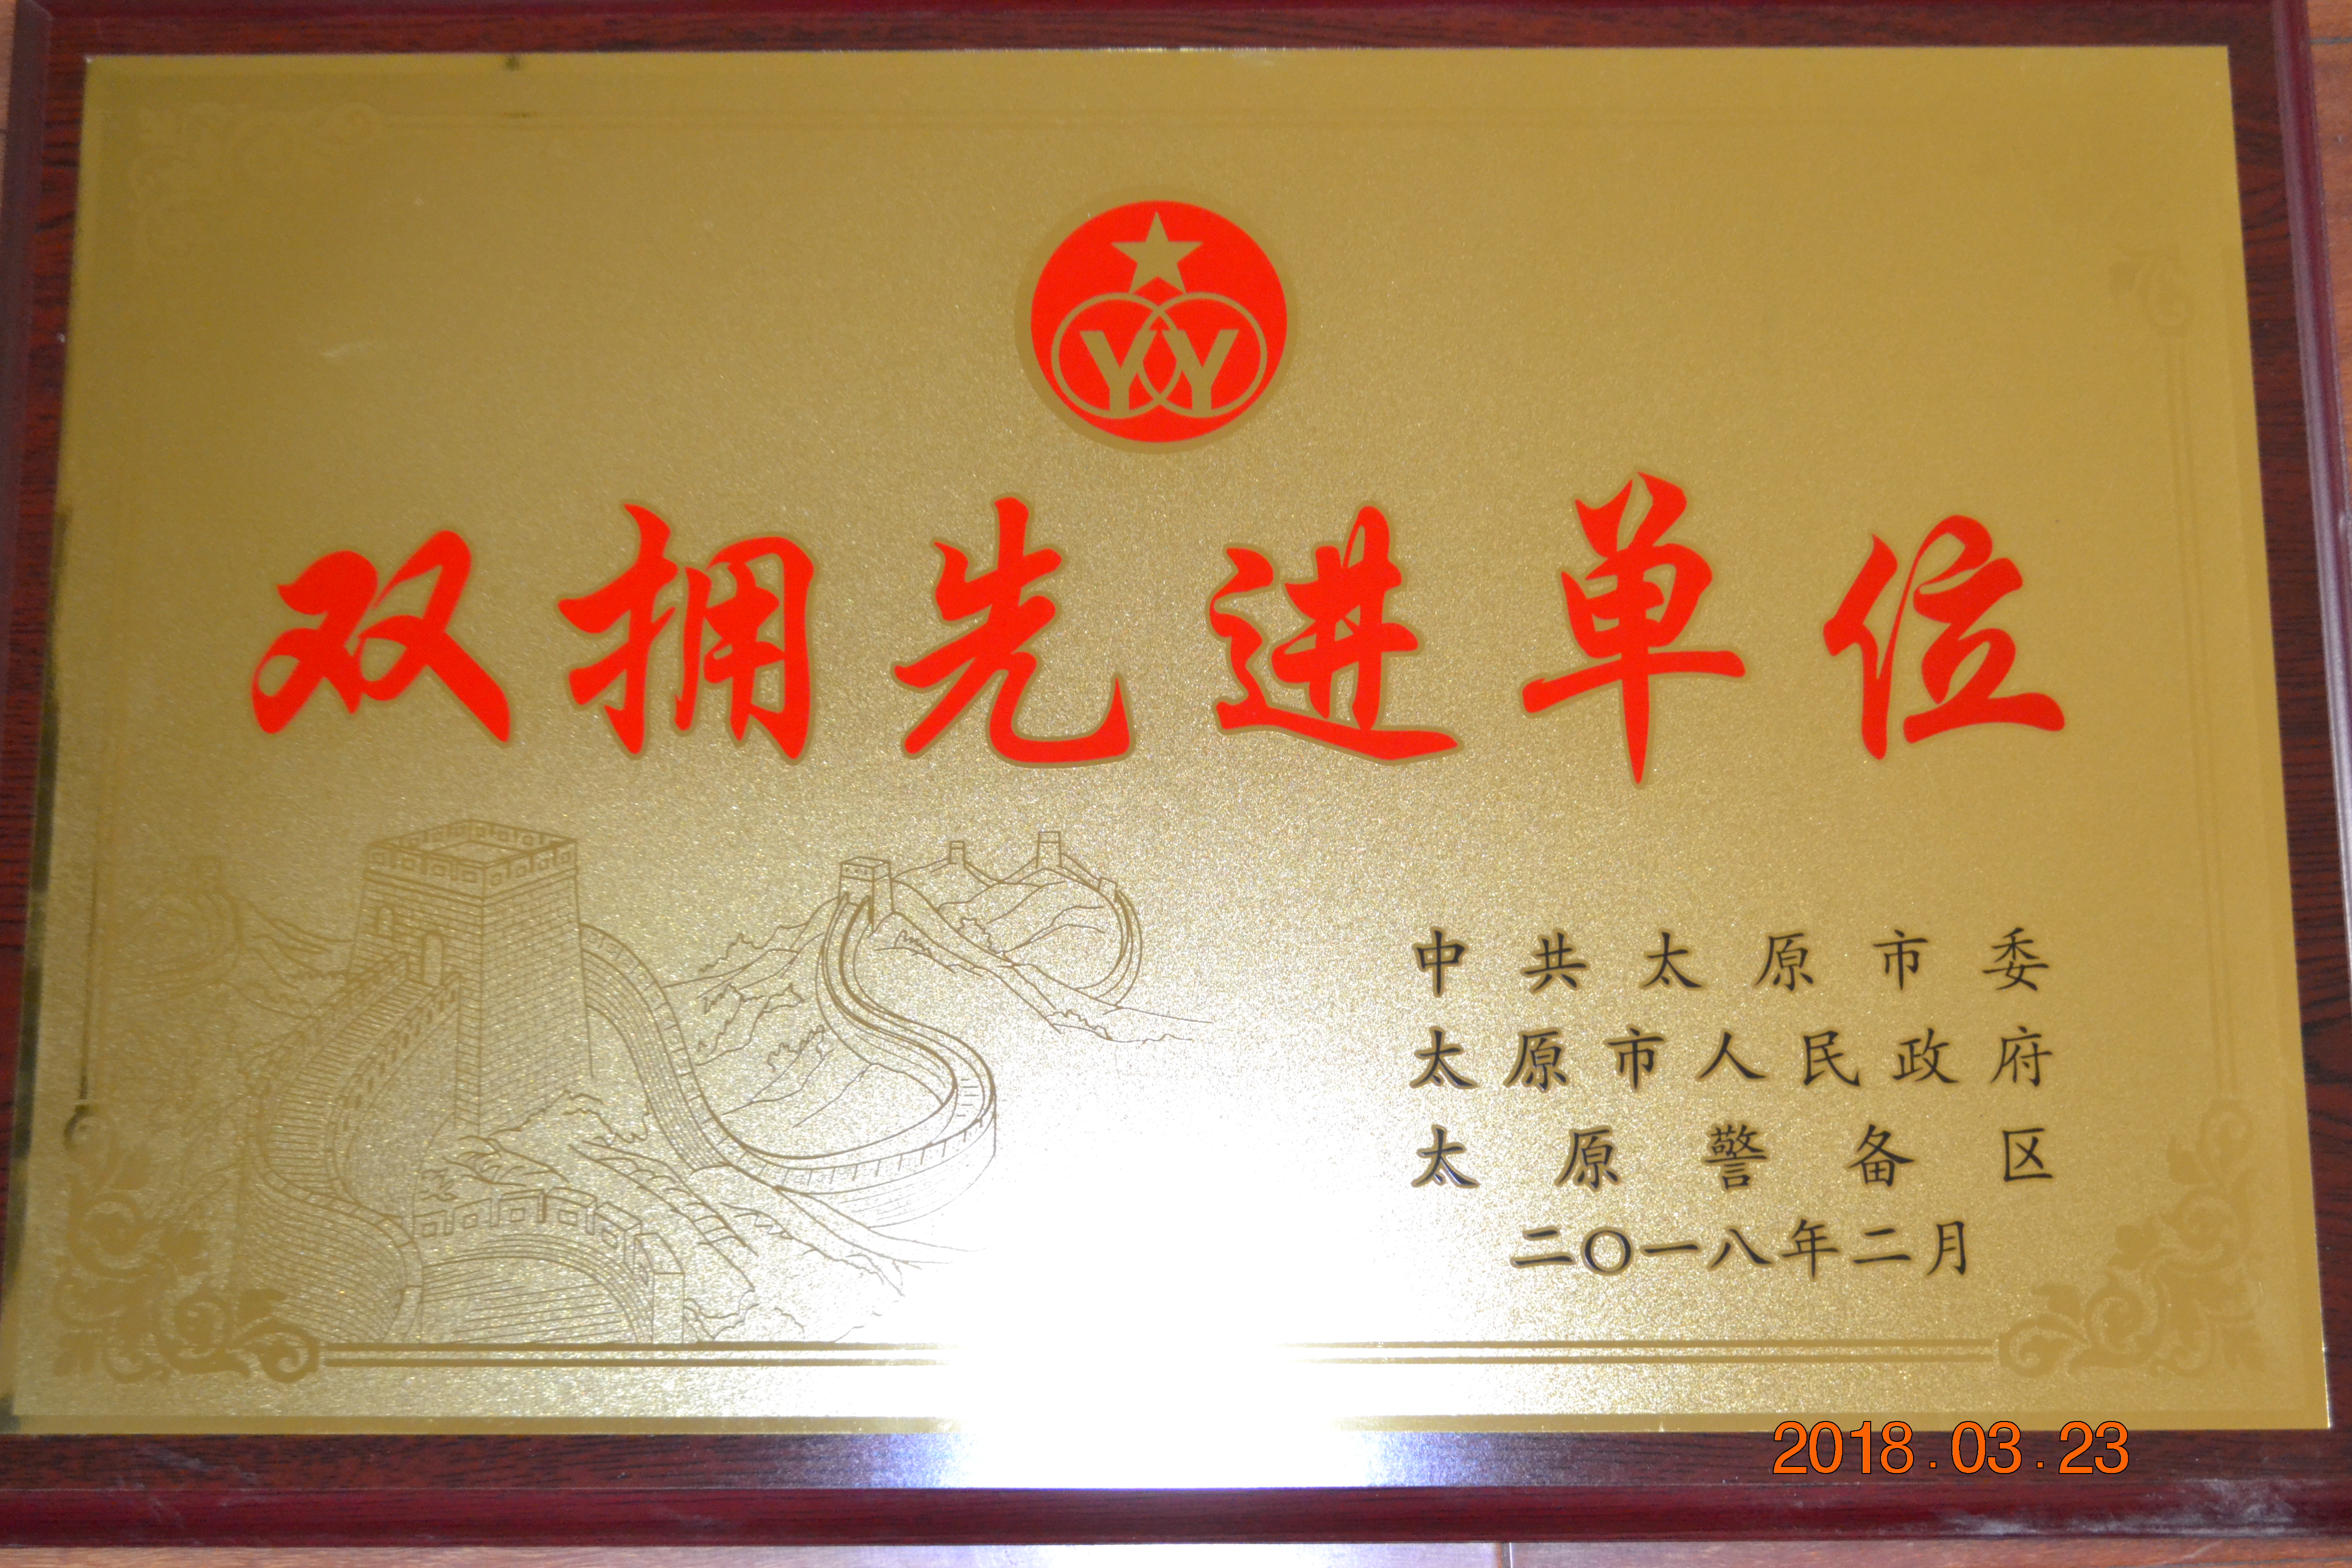 YY
双拥先进单位
中共太原市委
太原市人民政府
太原警备区
二〇一八年二月
2018.03.23